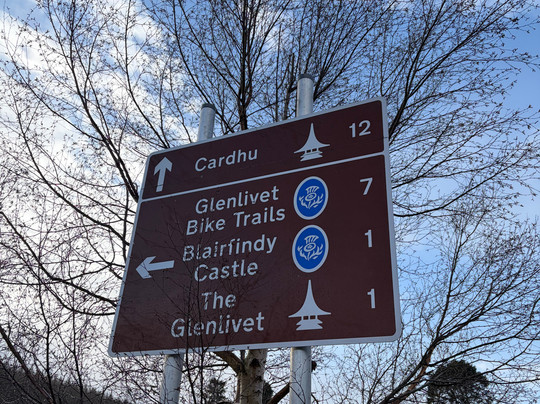 Cardhu 12
Glenlivet 7
Bike Trails
Blairfindy 1
Castle
The 1
Glenlivet